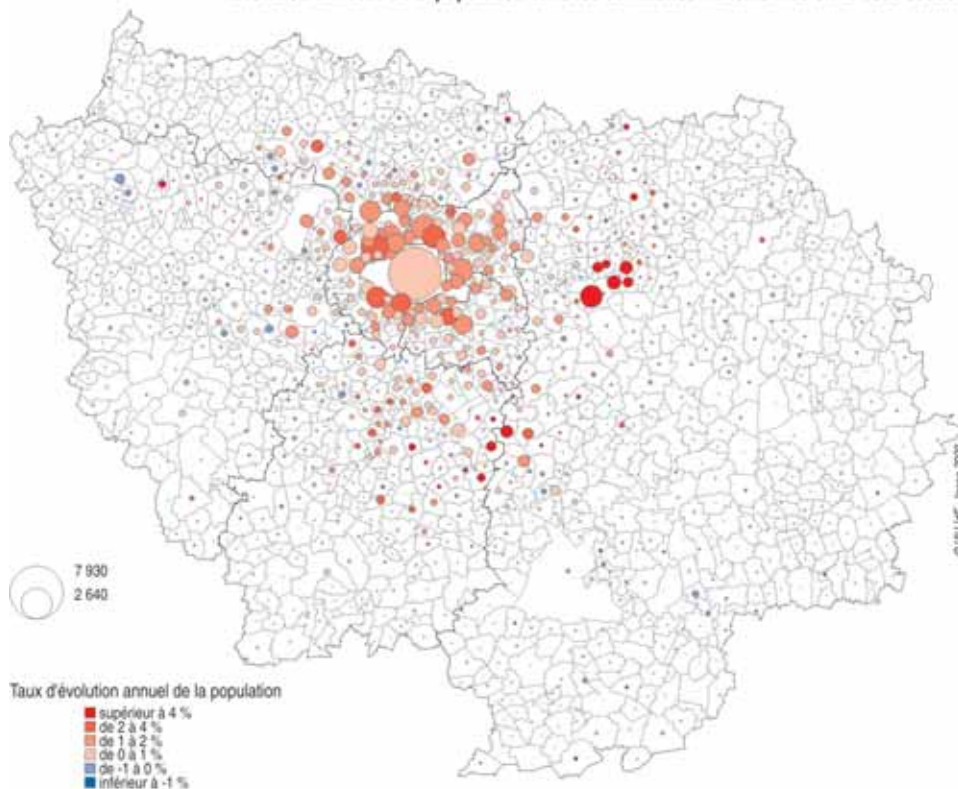 7 930
2 640
Taux d'évolution annuel de la population
supérieur à 4 %
de 2 à 4 %
de 1 à 2 %
de 0 à 1 %
de -1 à 0 %
inférieur à -1 %